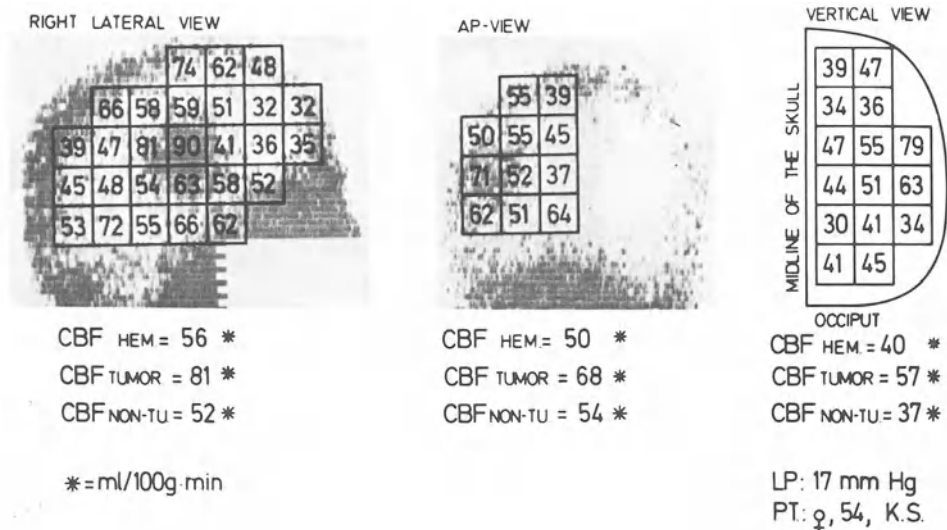 RIGHT LATERAL VIEW
74 62 48
66 58 59 51 32 32
39 47 81 90 41 36 35
45 48 54 63 58 52
53 72 55 66 62
CBF HEM = 56 *
CBF TUMOR = 81 *
CBF NON-TU = 52 *
*=ml/100g·min
AP-VIEW
55 39
50 55 45
71 52 37
62 51 64
CBF HEM. = 50 *
CBF TUMOR = 68 *
CBF NON-TU = 54 *
VERTICAL VIEW
MIDLINE OF THE SKULL
39 47
34 36
47 55 79
44 51 63
30 41 34
41 45
OCCIPUT
CBF HEM. = 40 *
CBF TUMOR = 57 *
CBF NON-TU. = 37 *
LP: 17 mm Hg
PT.: ♀, 54, K.S.